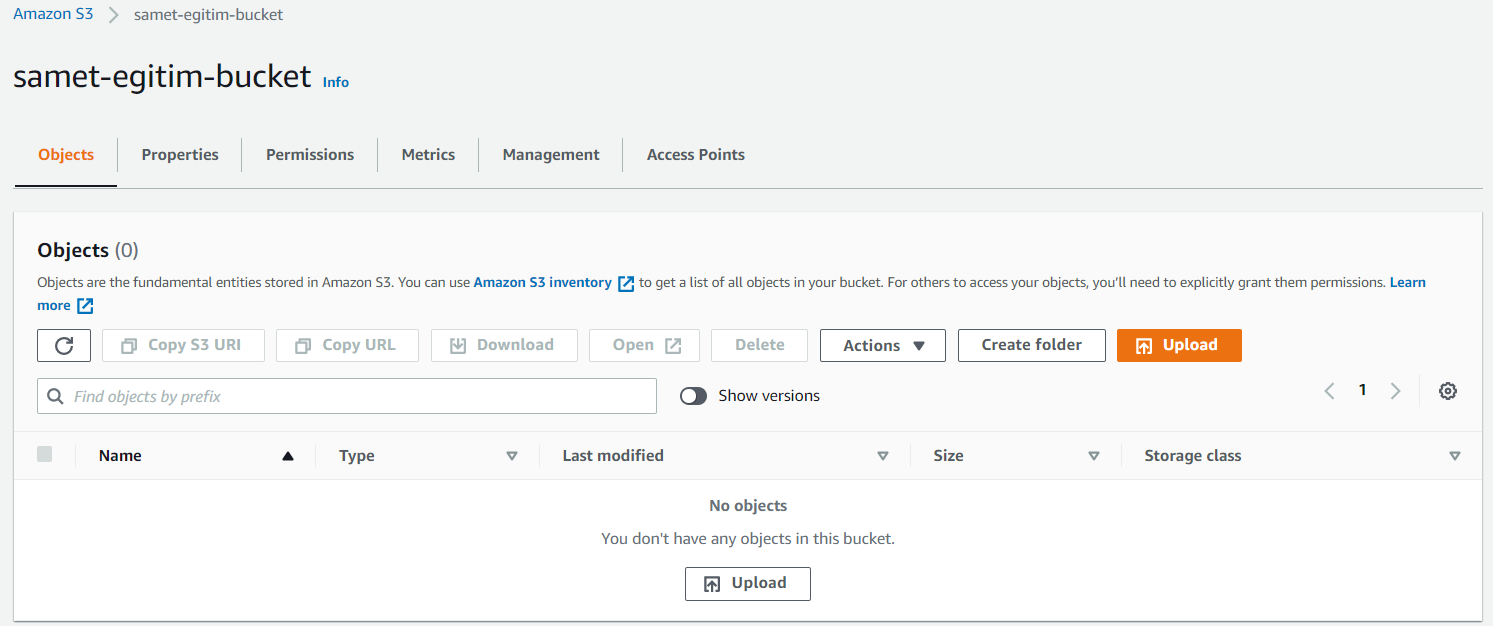 Amazon S3 > samet-egitim-bucket
samet-egitim-bucket Info
Objects Properties Permissions Metrics Management Access Points
Objects (0)
Objects are the fundamental entities stored in Amazon S3. You can use Amazon S3 inventory to get a list of all objects in your bucket. For others to access your objects, you'll need to explicitly grant them permissions. Learn
more
Copy S3 URI Copy URL Download Open Delete Actions Create folder Upload
Find objects by prefix Show versions 1
Name Type Last modified Size Storage class
No objects
You don't have any objects in this bucket.
Upload